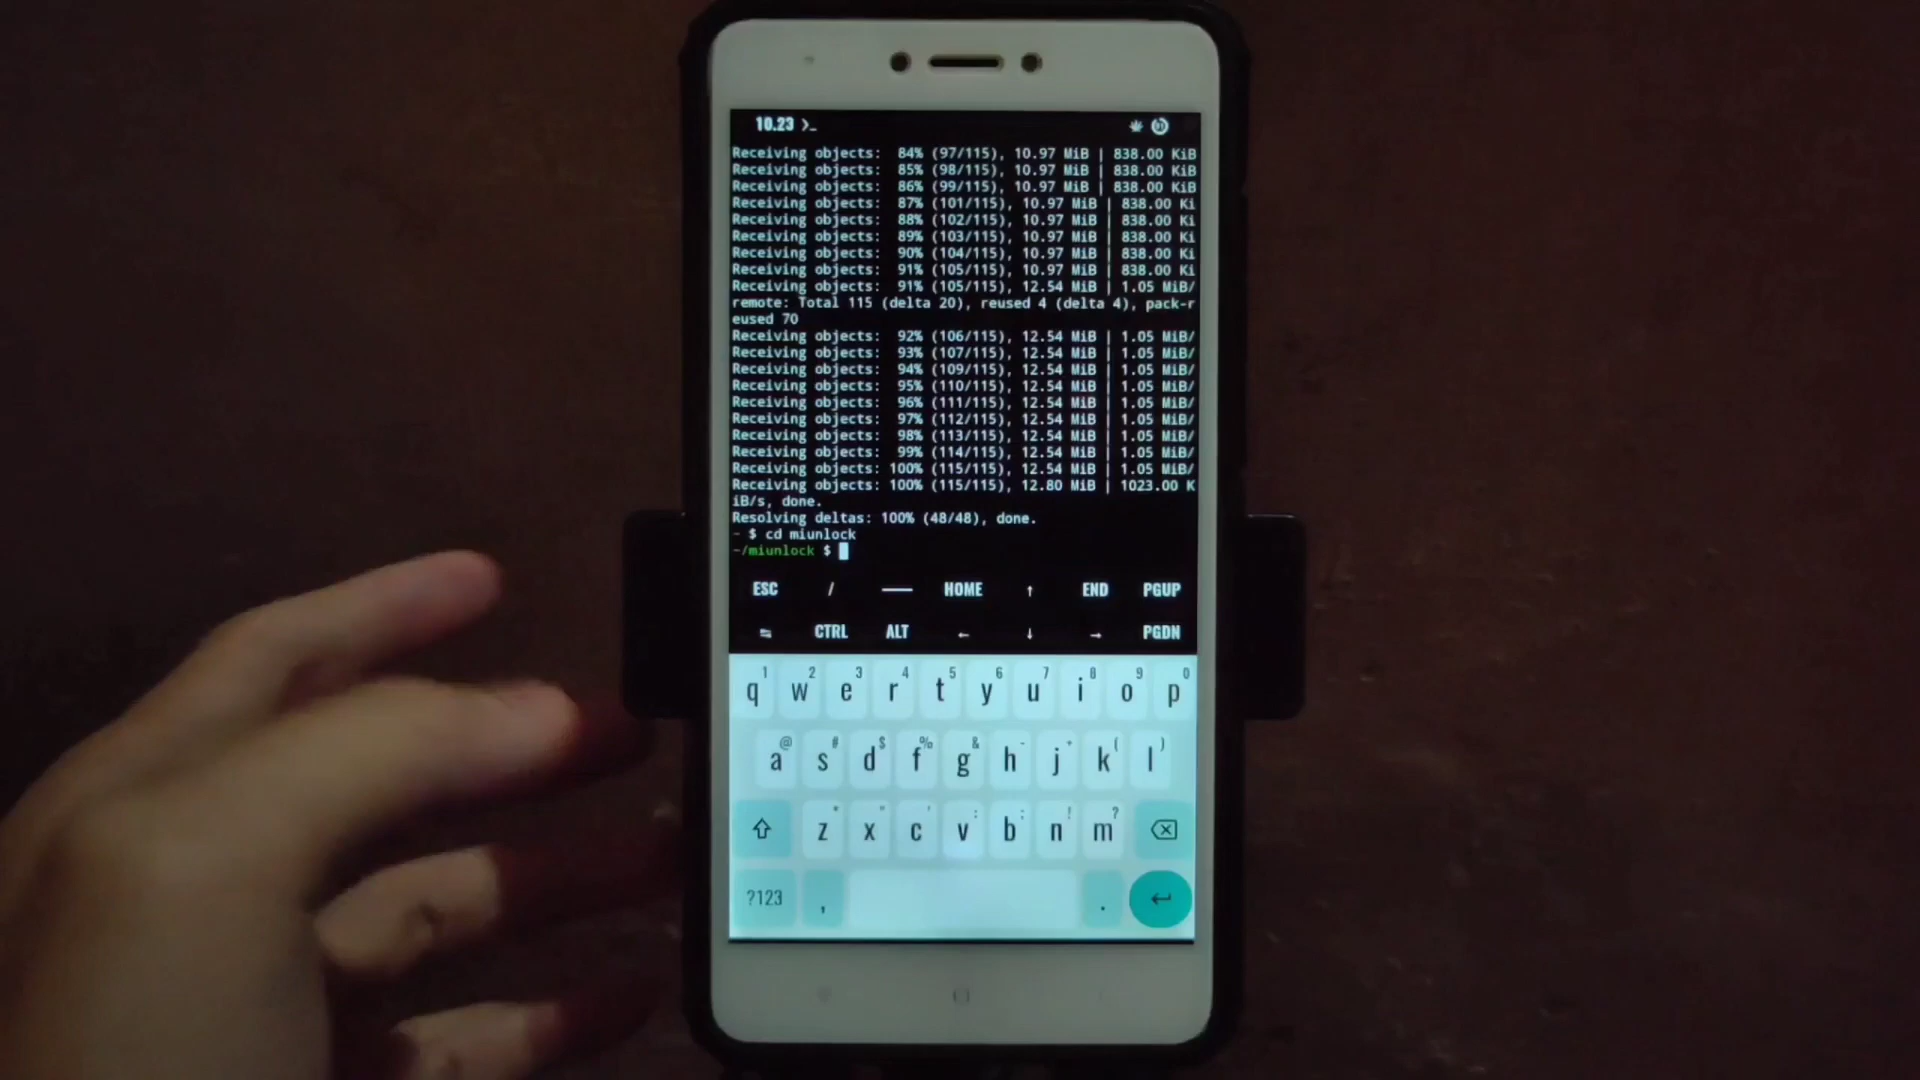 10.23 ❯_
Receiving objects:  84% (97/115), 10.97 MiB | 838.00 KiB
Receiving objects:  85% (98/115), 10.97 MiB | 838.00 KiB
Receiving objects:  86% (99/115), 10.97 MiB | 838.00 KiB
Receiving objects:  87% (101/115), 10.97 MiB | 838.00 Ki
Receiving objects:  88% (102/115), 10.97 MiB | 838.00 Ki
Receiving objects:  89% (103/115), 10.97 MiB | 838.00 Ki
Receiving objects:  90% (104/115), 10.97 MiB | 838.00 Ki
Receiving objects:  91% (105/115), 10.97 MiB | 838.00 Ki
Receiving objects:  91% (105/115), 12.54 MiB | 1.05 MiB/
remote: Total 115 (delta 20), reused 4 (delta 4), pack-r
eused 70
Receiving objects:  92% (106/115), 12.54 MiB | 1.05 MiB/
Receiving objects:  93% (107/115), 12.54 MiB | 1.05 MiB/
Receiving objects:  94% (109/115), 12.54 MiB | 1.05 MiB/
Receiving objects:  95% (110/115), 12.54 MiB | 1.05 MiB/
Receiving objects:  96% (111/115), 12.54 MiB | 1.05 MiB/
Receiving objects:  97% (112/115), 12.54 MiB | 1.05 MiB/
Receiving objects:  98% (113/115), 12.54 MiB | 1.05 MiB/
Receiving objects:  99% (114/115), 12.54 MiB | 1.05 MiB/
Receiving objects: 100% (115/115), 12.54 MiB | 1.05 MiB/
Receiving objects: 100% (115/115), 12.80 MiB | 1023.00 K
iB/s, done.
Resolving deltas: 100% (48/48), done.
~ $ cd miunlock
~/miunlock $
ESC / — HOME ↑ END PGUP
↹ CTRL ALT ← ↓ → PGDN
1 2 3 4 5 6 7 8 9 0
q w e r t y u i o p
@ # $ % & - + ( )
a s d f g h j k l
* " ' : ; ! ?
z x c v b n m
?123 , .